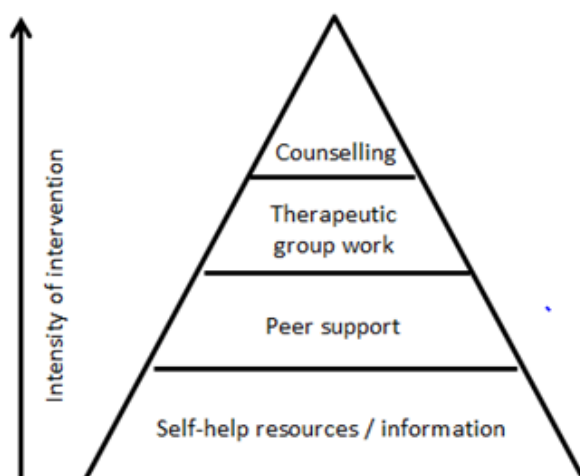 Intensity of intervention
Counselling
Therapeutic
group work
Peer support
Self-help resources / information